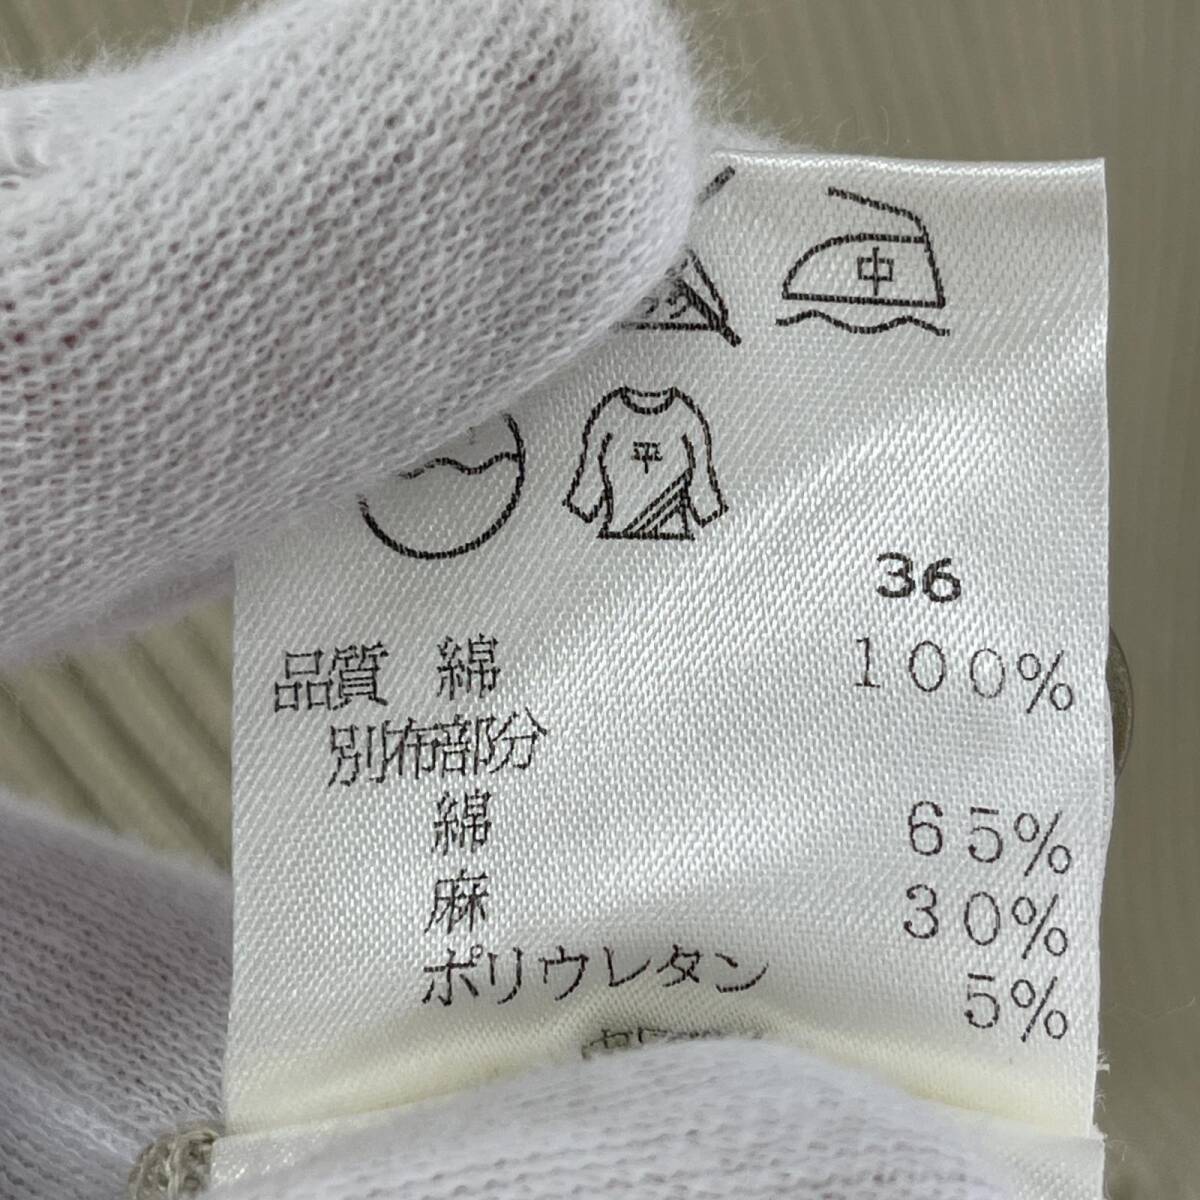 中
平
36
品質 綿 100%
別布部分
綿 65%
麻 30%
ポリウレタン 5%